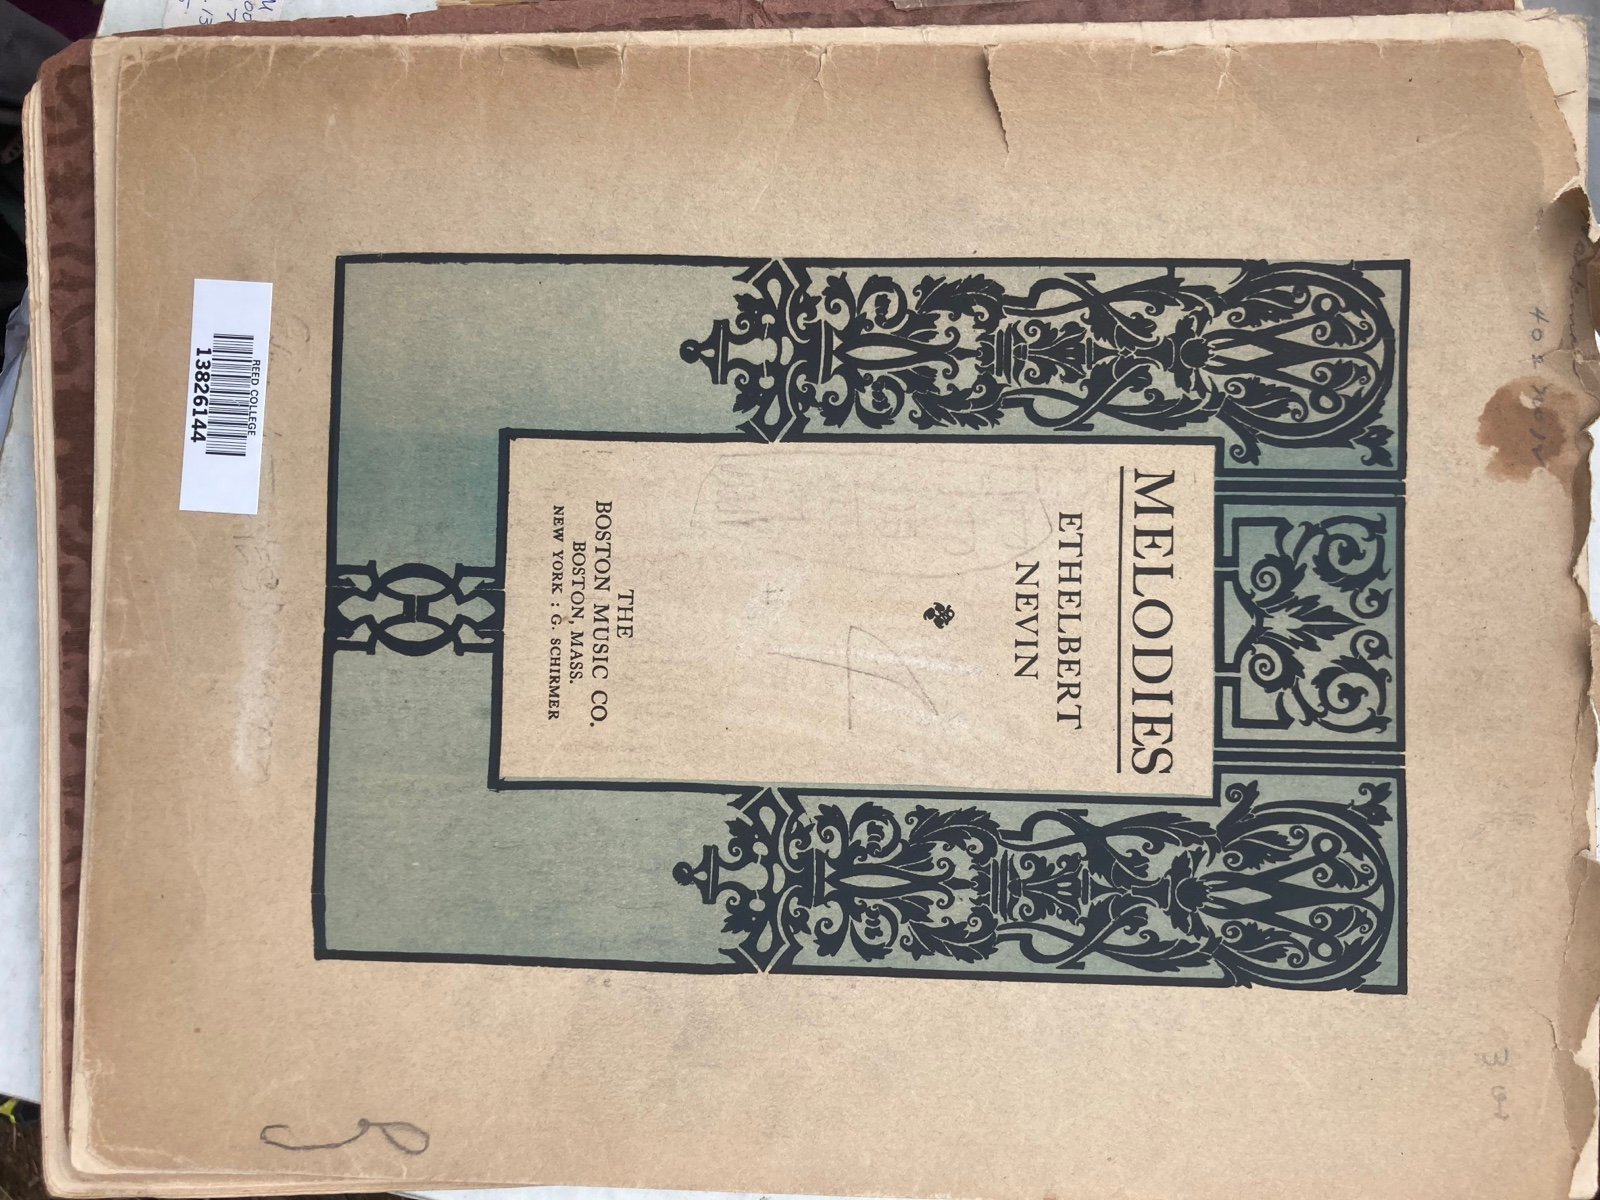 MELODIES
ETHELBERT
NEVIN
THE
BOSTON MUSIC CO.
BOSTON, MASS.
NEW YORK : G. SCHIRMER
REED COLLEGE
13826144